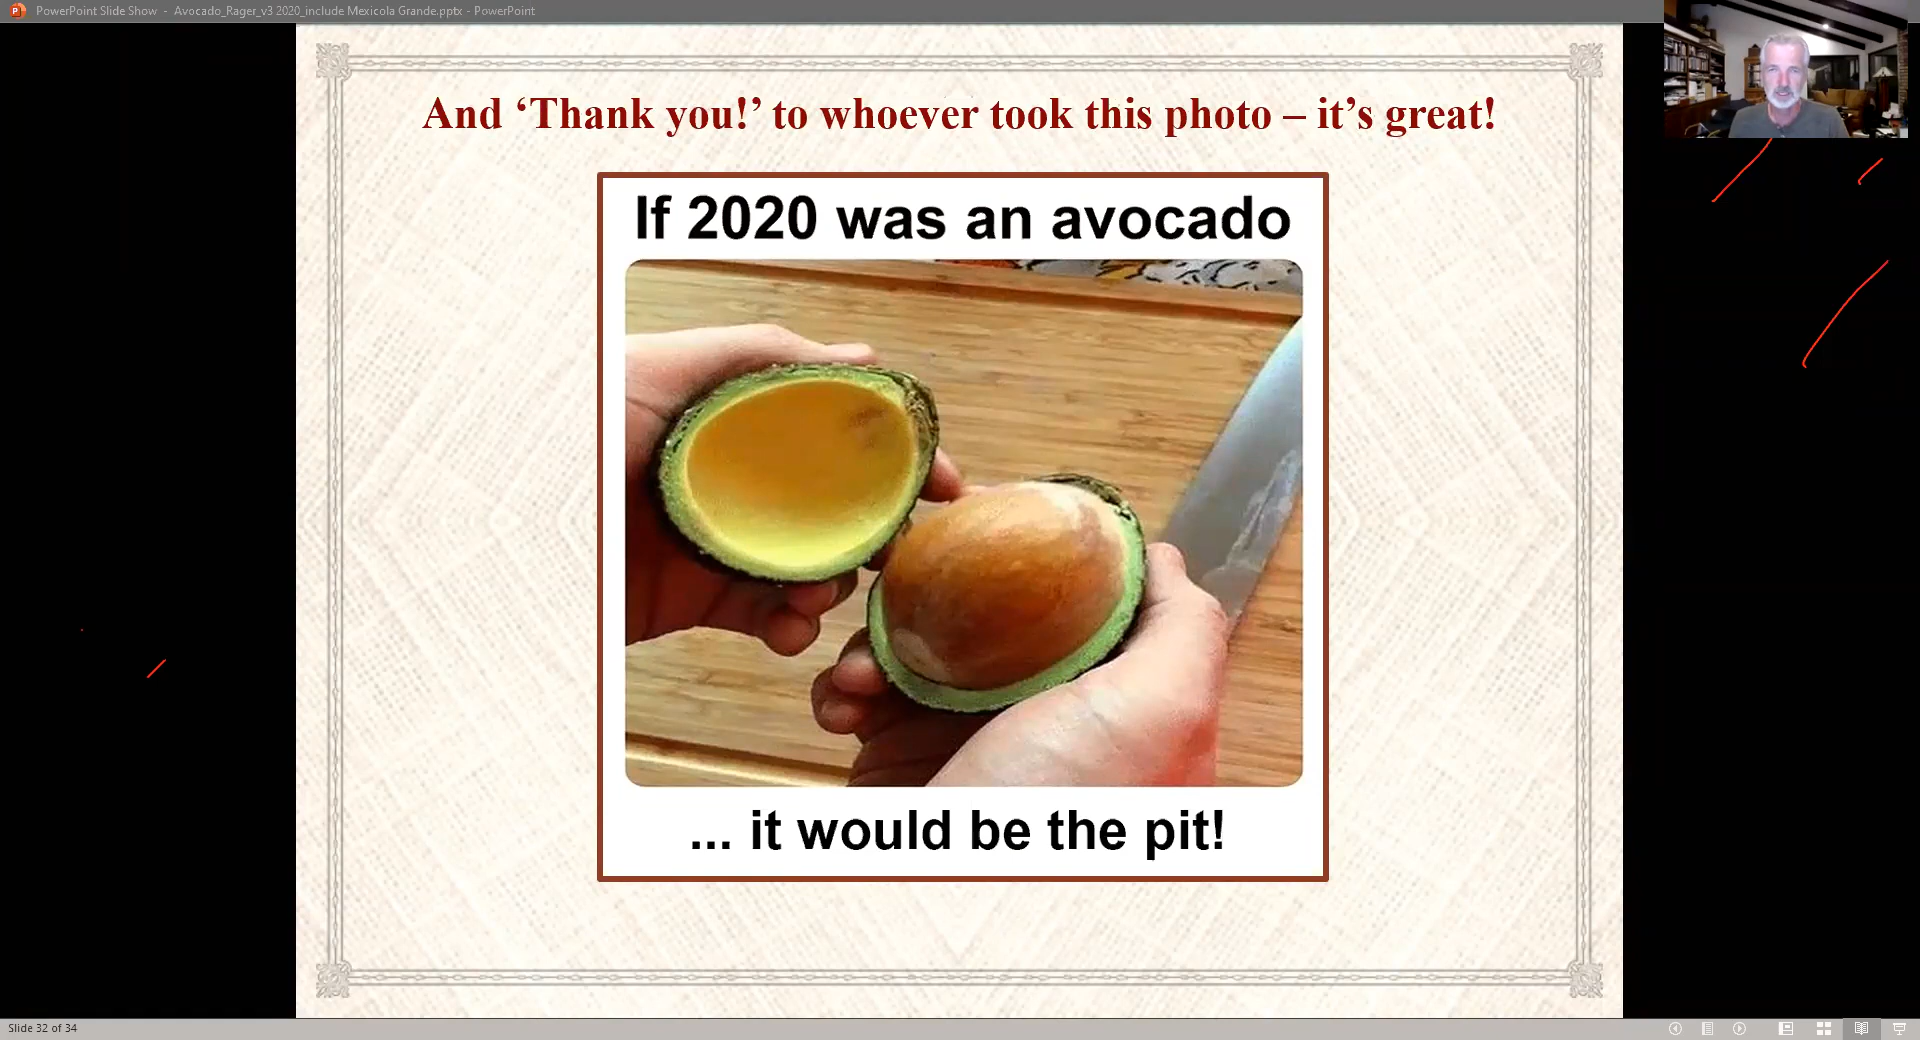 PowerPoint Slide Show - Avocado_Rager_v3 2020_include Mexicola Grande.pptx - PowerPoint
And ‘Thank you!’ to whoever took this photo – it’s great!
If 2020 was an avocado
... it would be the pit!
Slide 32 of 34